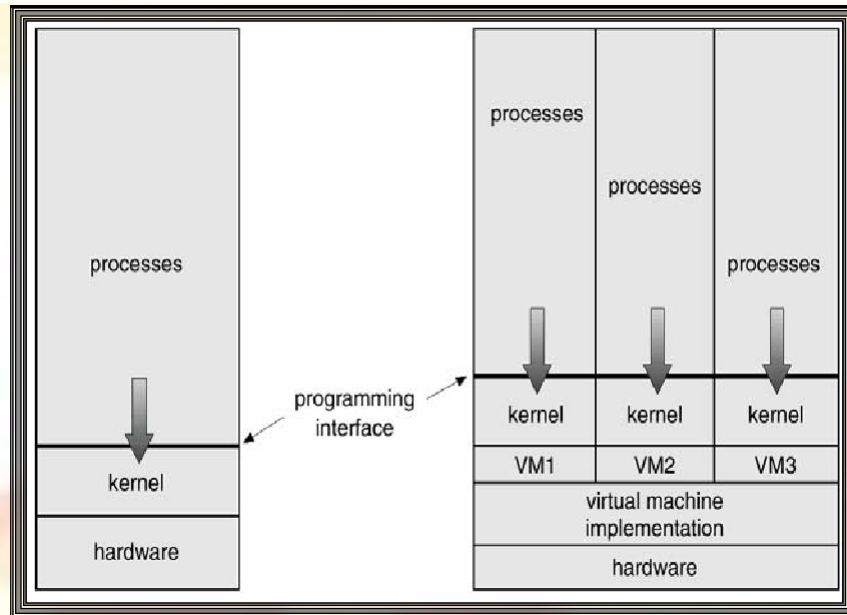 processes
kernel
hardware
programming
interface
processes
processes
processes
kernel
kernel
kernel
VM1
VM2
VM3
virtual machine
implementation
hardware